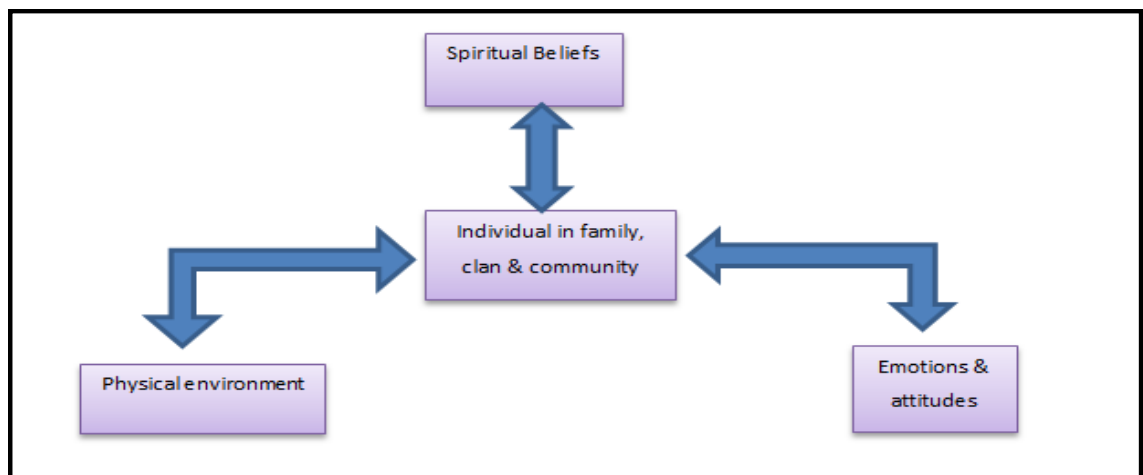 Spiritual Beliefs
Individual in family,
clan & community
Physical environment
Emotions &
attitudes